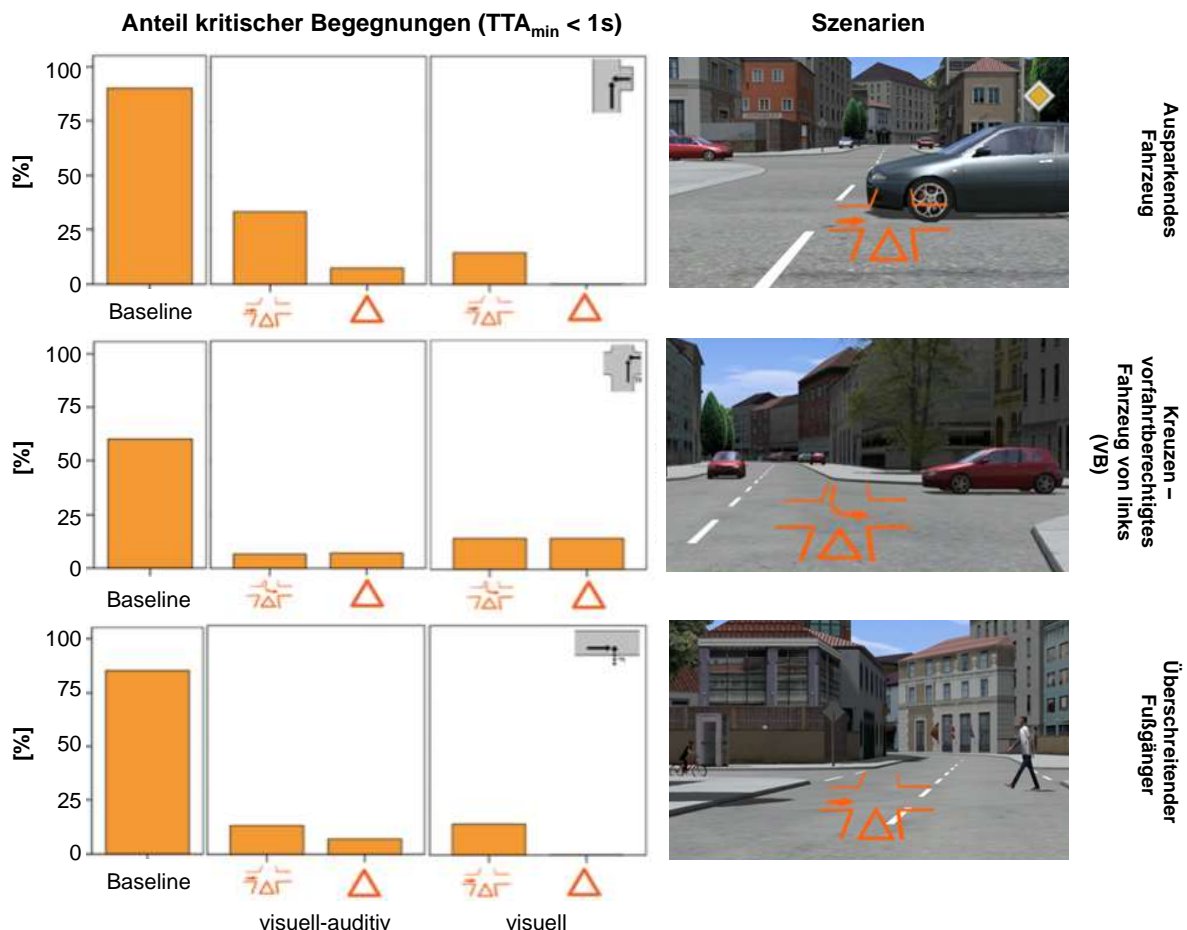 Anteil kritischer Begegnungen (TTAmin < 1s)
Szenarien
100
75
50
25
0
[%]
Baseline
Ausparkendes
Fahrzeug
100
75
50
25
0
[%]
Baseline
Kreuzen –
vorfahrtberechtigtes
Fahrzeug von links
(VB)
100
75
50
25
0
[%]
Baseline
Überschreitender
Fußgänger
visuell-auditiv
visuell